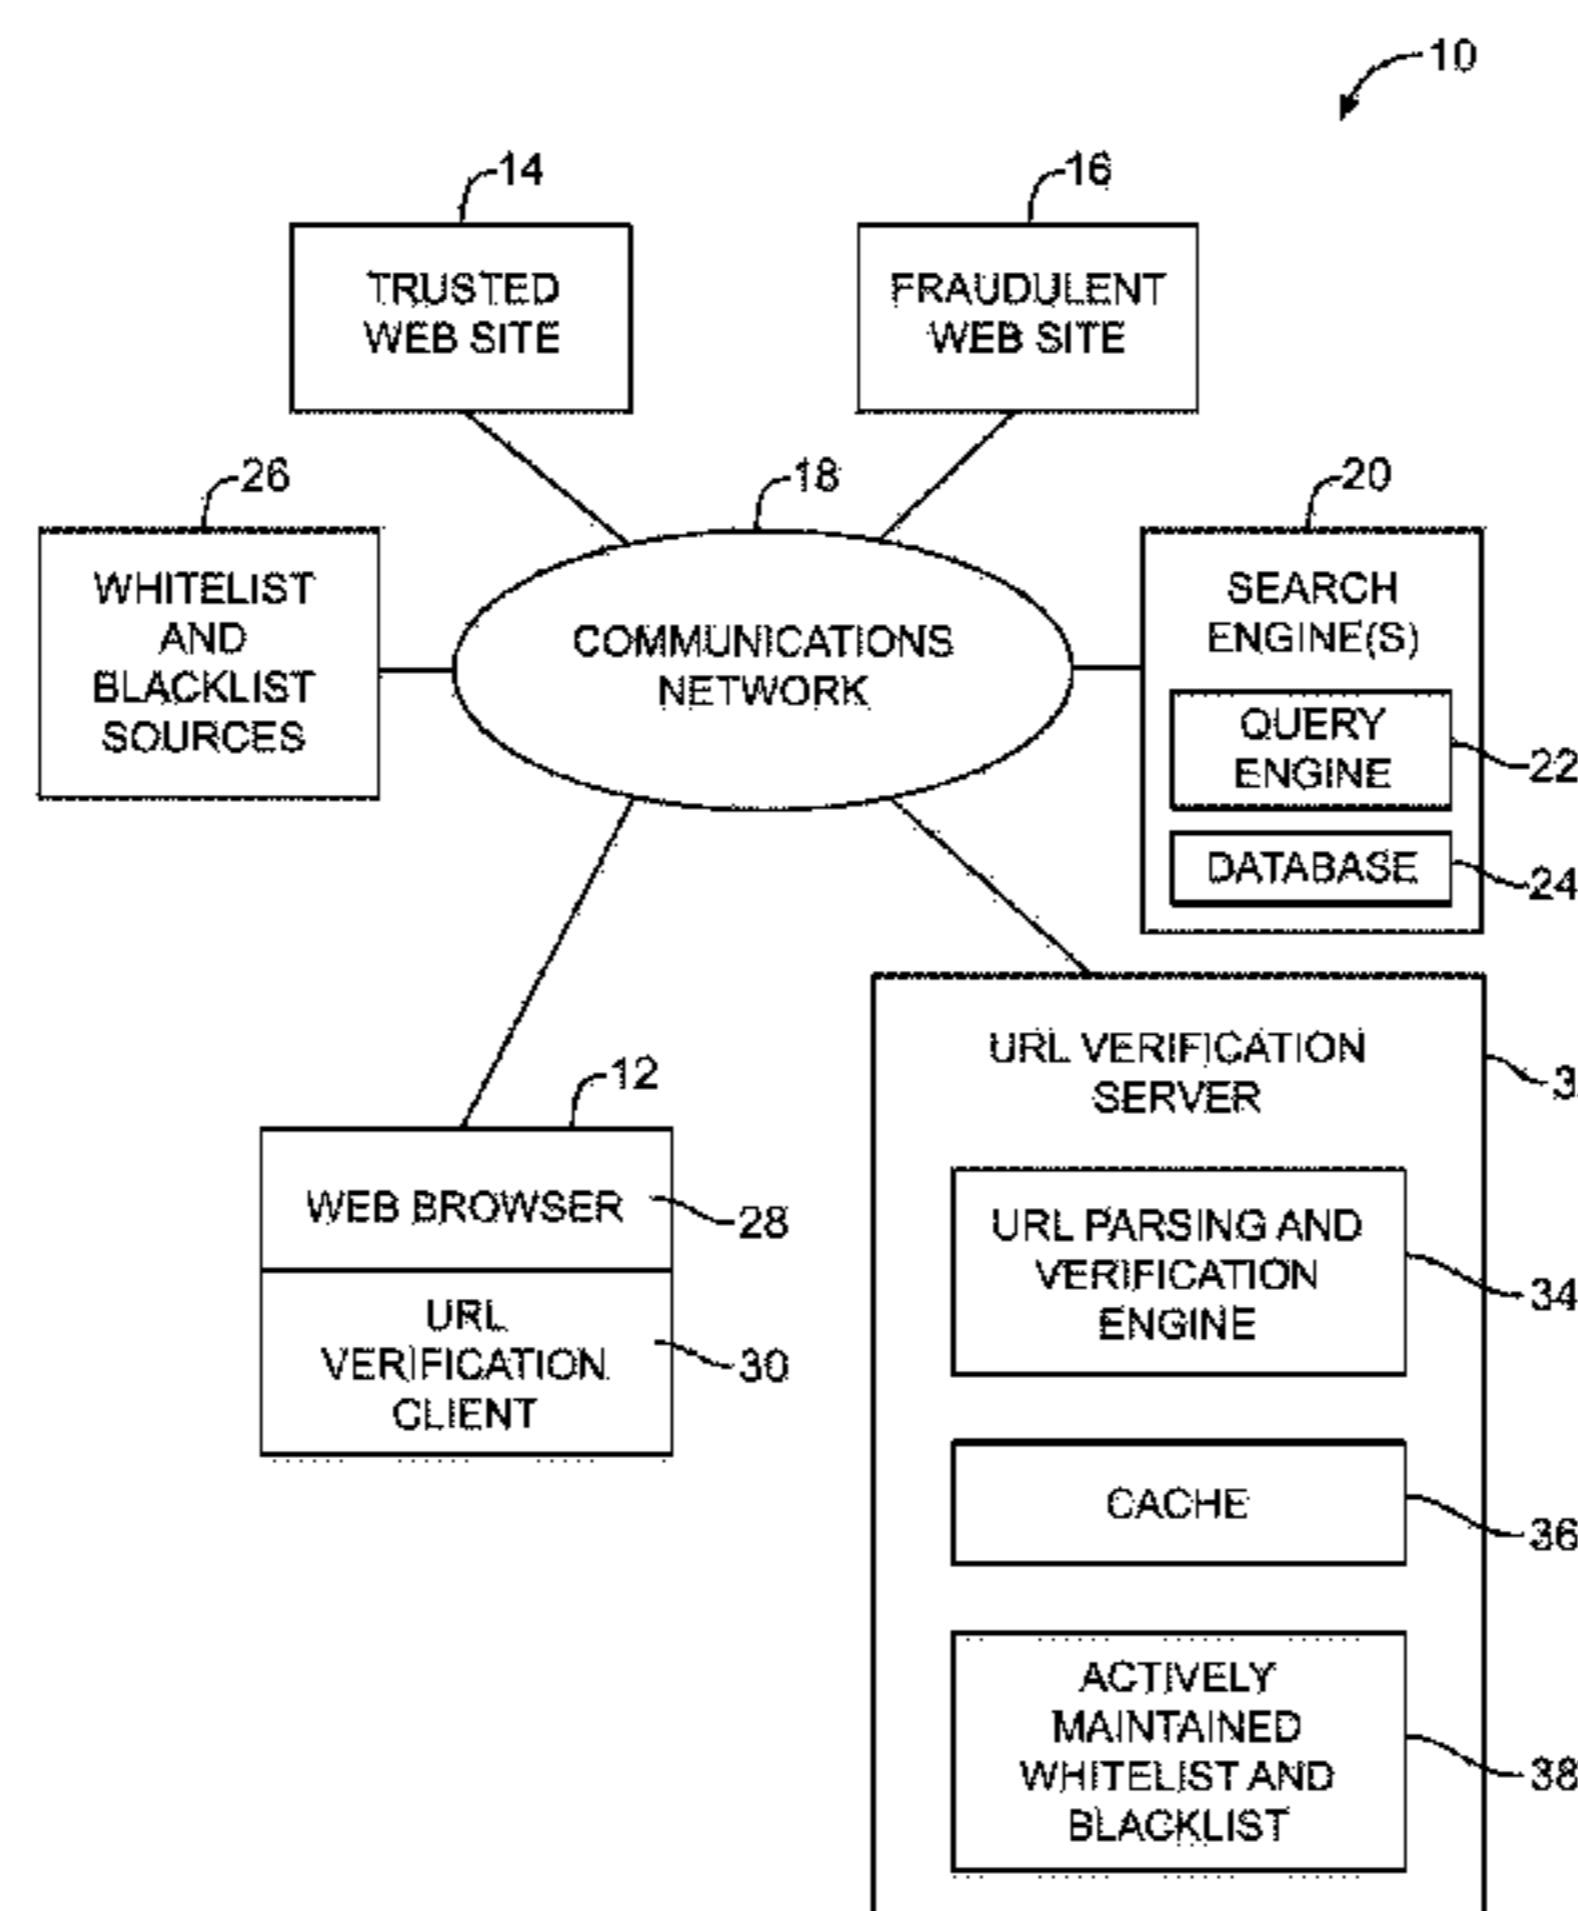 10
14
16
TRUSTED
WEB SITE
FRAUDULENT
WEB SITE
26
18
20
WHITELIST
AND
BLACKLIST
SOURCES
COMMUNICATIONS
NETWORK
SEARCH
ENGINE(S)
QUERY
ENGINE
22
DATABASE
24
12
URL VERIFICATION
SERVER
3
WEB BROWSER
28
URL
VERIFICATION
CLIENT
30
URL PARSING AND
VERIFICATION
ENGINE
34
CACHE
36
ACTIVELY
MAINTAINED
WHITELIST AND
BLACKLIST
38